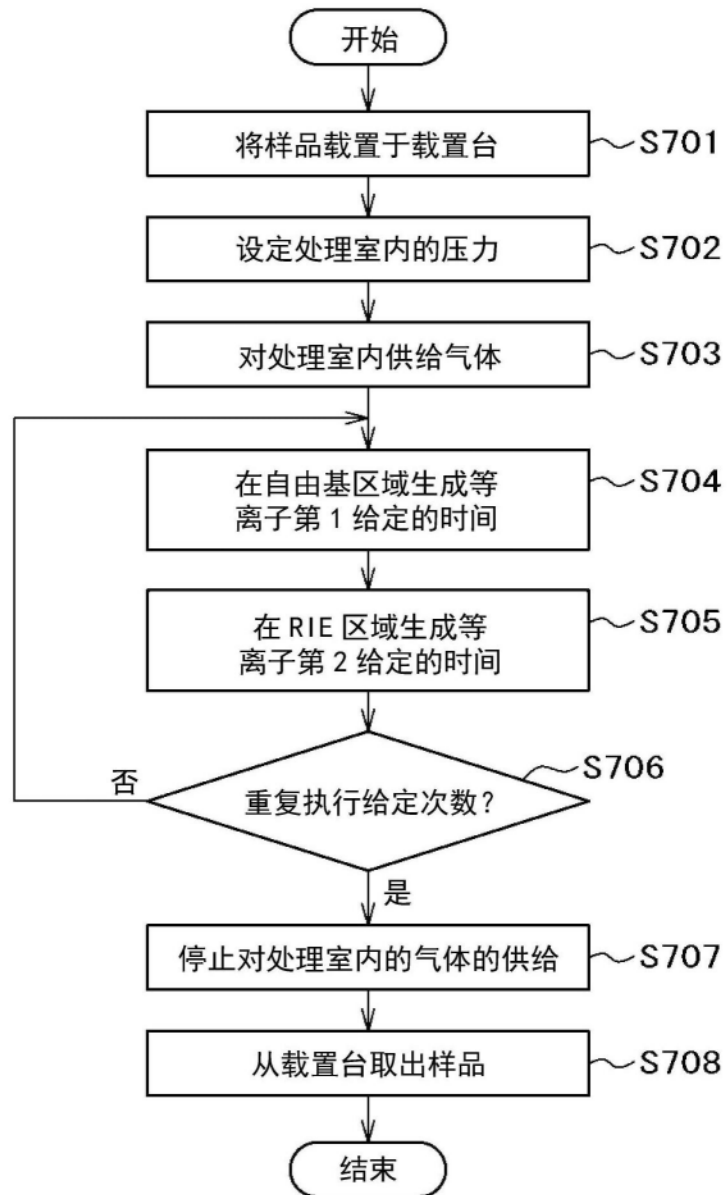 开始
将样品载置于载置台
S701
设定处理室内的压力
S702
对处理室内供给气体
S703
在自由基区域生成等
离子第1给定的时间
S704
在RIE区域生成等
离子第2给定的时间
S705
重复执行给定次数？
S706
否
是
停止对处理室内的气体的供给
S707
从载置台取出样品
S708
结束